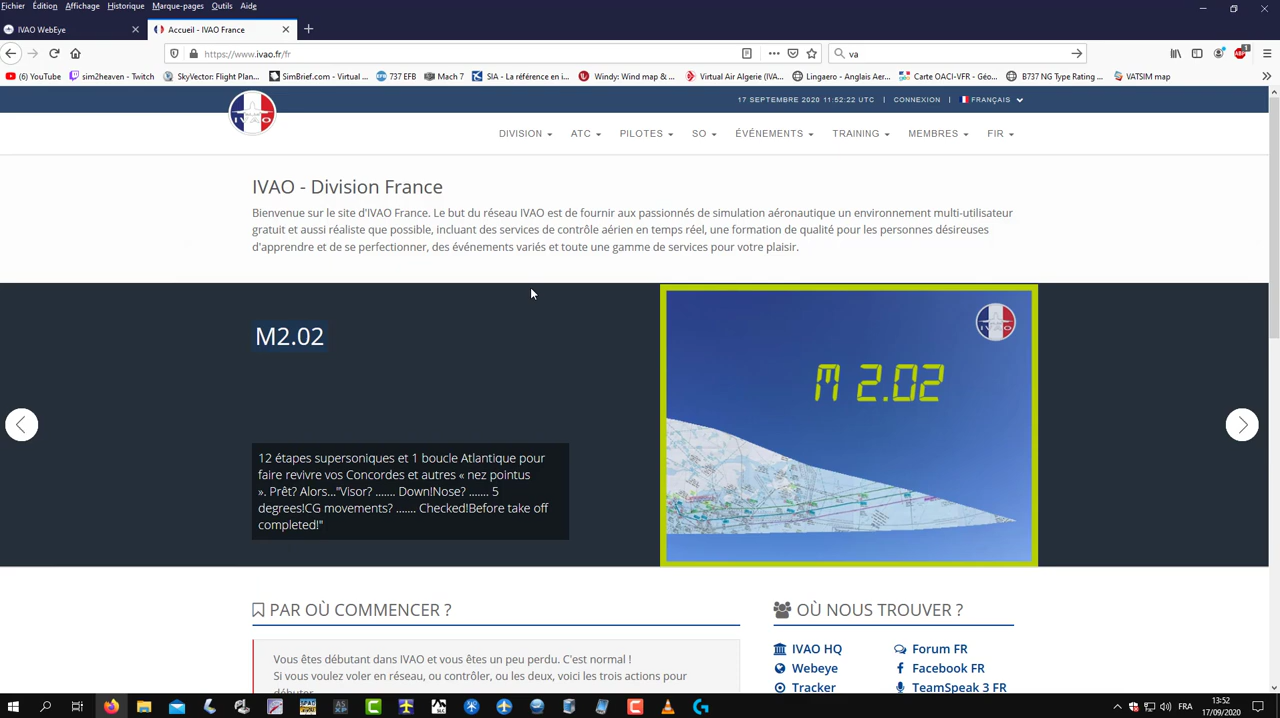 Fichier Édition Affichage Historique Marque-pages Outils Aide
IVAO WebEye
Accueil - IVAO France
https://www.ivao.fr/fr
va
(6) YouTube
sim2heaven - Twitch
SkyVector: Flight Plan...
SimBrief.com - Virtual ...
737 EFB
Mach 7
SIA - La référence en i...
Windy: Wind map & ...
Virtual Air Algerie (IVA...
Lingaero - Anglais Aer...
Carte OACI-VFR - Géo...
B737 NG Type Rating ...
VATSIM map
17 SEPTEMBRE 2020 11:52:22 UTC | CONNEXION | FRANÇAIS
IVAO
DIVISION ATC PILOTES SO ÉVÉNEMENTS TRAINING MEMBRES FIR
IVAO - Division France
Bienvenue sur le site d'IVAO France. Le but du réseau IVAO est de fournir aux passionnés de simulation aéronautique un environnement multi-utilisateur
gratuit et aussi réaliste que possible, incluant des services de contrôle aérien en temps réel, une formation de qualité pour les personnes désireuses
d'apprendre et de se perfectionner, des événements variés et toute une gamme de services pour votre plaisir.
M2.02
12 étapes supersoniques et 1 boucle Atlantique pour
faire revivre vos Concordes et autres « nez pointus
». Prêt? Alors..."Visor? ....... Down!Nose? ....... 5
degrees!CG movements? ....... Checked!Before take off
completed!"
IVAO
M 2.02
PAR OÙ COMMENCER ?
Vous êtes débutant dans IVAO et vous êtes un peu perdu. C'est normal !
Si vous voulez voler en réseau, ou contrôler, ou les deux, voici les trois actions pour
débuter
OÙ NOUS TROUVER ?
IVAO HQ
Forum FR
Webeye
Facebook FR
Tracker
TeamSpeak 3 FR
FRA
13:52
17/09/2020